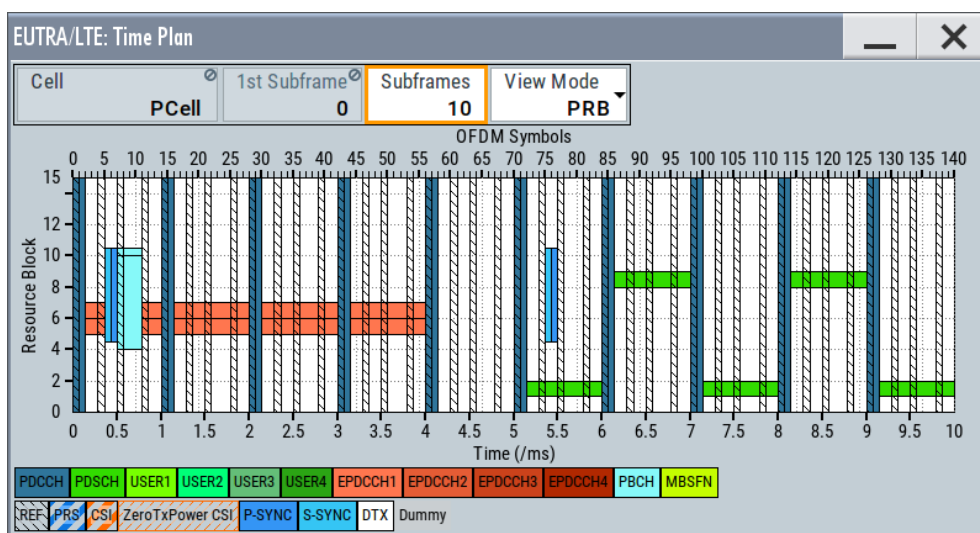 EUTRA/LTE: Time Plan
Cell 1st Subframe Subframes View Mode
PCell 0 10 PRB
OFDM Symbols
0 5 10 15 20 25 30 35 40 45 50 55 60 65 70 75 80 85 90 95 100 105 110 115 120 125 130 135 140
15
12
10
8
6
4
2
0
Resource Block
0 0.5 1 1.5 2 2.5 3 3.5 4 4.5 5 5.5 6 6.5 7 7.5 8 8.5 9 9.5 10
Time (/ms)
PDCCH PDSCH USER1 USER2 USER3 USER4 EPDCCH1 EPDCCH2 EPDCCH3 EPDCCH4 PBCH MBSFN
REF PRS CSI ZeroTxPower CSI P-SYNC S-SYNC DTX Dummy